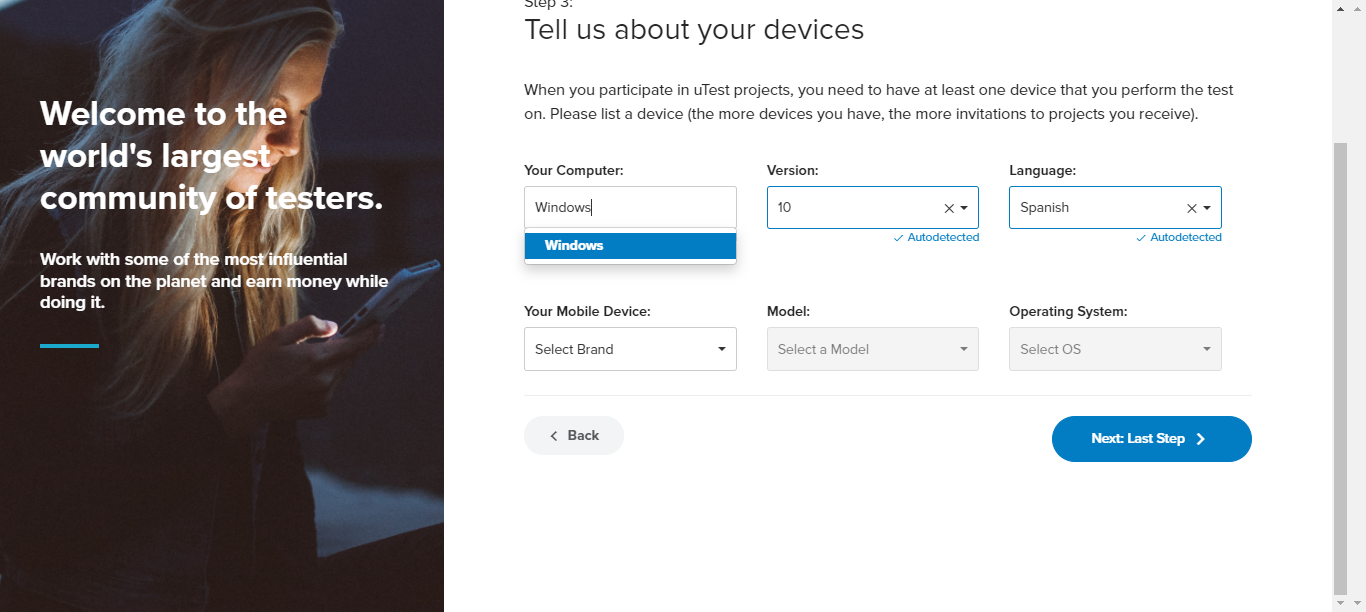 Welcome to the
world's largest
community of testers.
Work with some of the most influential
brands on the planet and earn money while
doing it.
Step 3:
Tell us about your devices
When you participate in uTest projects, you need to have at least one device that you perform the test
on. Please list a device (the more devices you have, the more invitations to projects you receive).
Your Computer: Version: Language:
Windows 10 Spanish
Autodetected Autodetected
Windows
Your Mobile Device: Model: Operating System:
Select Brand Select a Model Select OS
Back Next: Last Step